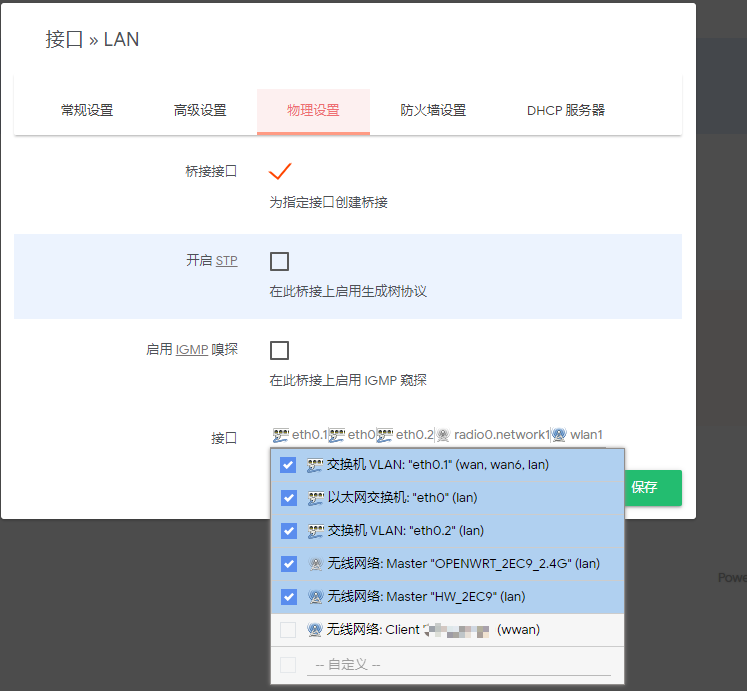 接口 » LAN
常规设置 高级设置 物理设置 防火墙设置 DHCP 服务器
桥接接口
为指定接口创建桥接
开启 STP
在此桥接上启用生成树协议
启用 IGMP 嗅探
在此桥接上启用 IGMP 窥探
接口 eth0.1 eth0 eth0.2 radio0.network1 wlan1
交换机 VLAN: "eth0.1" (wan, wan6, lan)
以太网交换机: "eth0" (lan)
保存
交换机 VLAN: "eth0.2" (lan)
无线网络: Master "OPENWRT_2EC9_2.4G" (lan)
Powe
无线网络: Master "HW_2EC9" (lan)
无线网络: Client (wwan)
-- 自定义 --